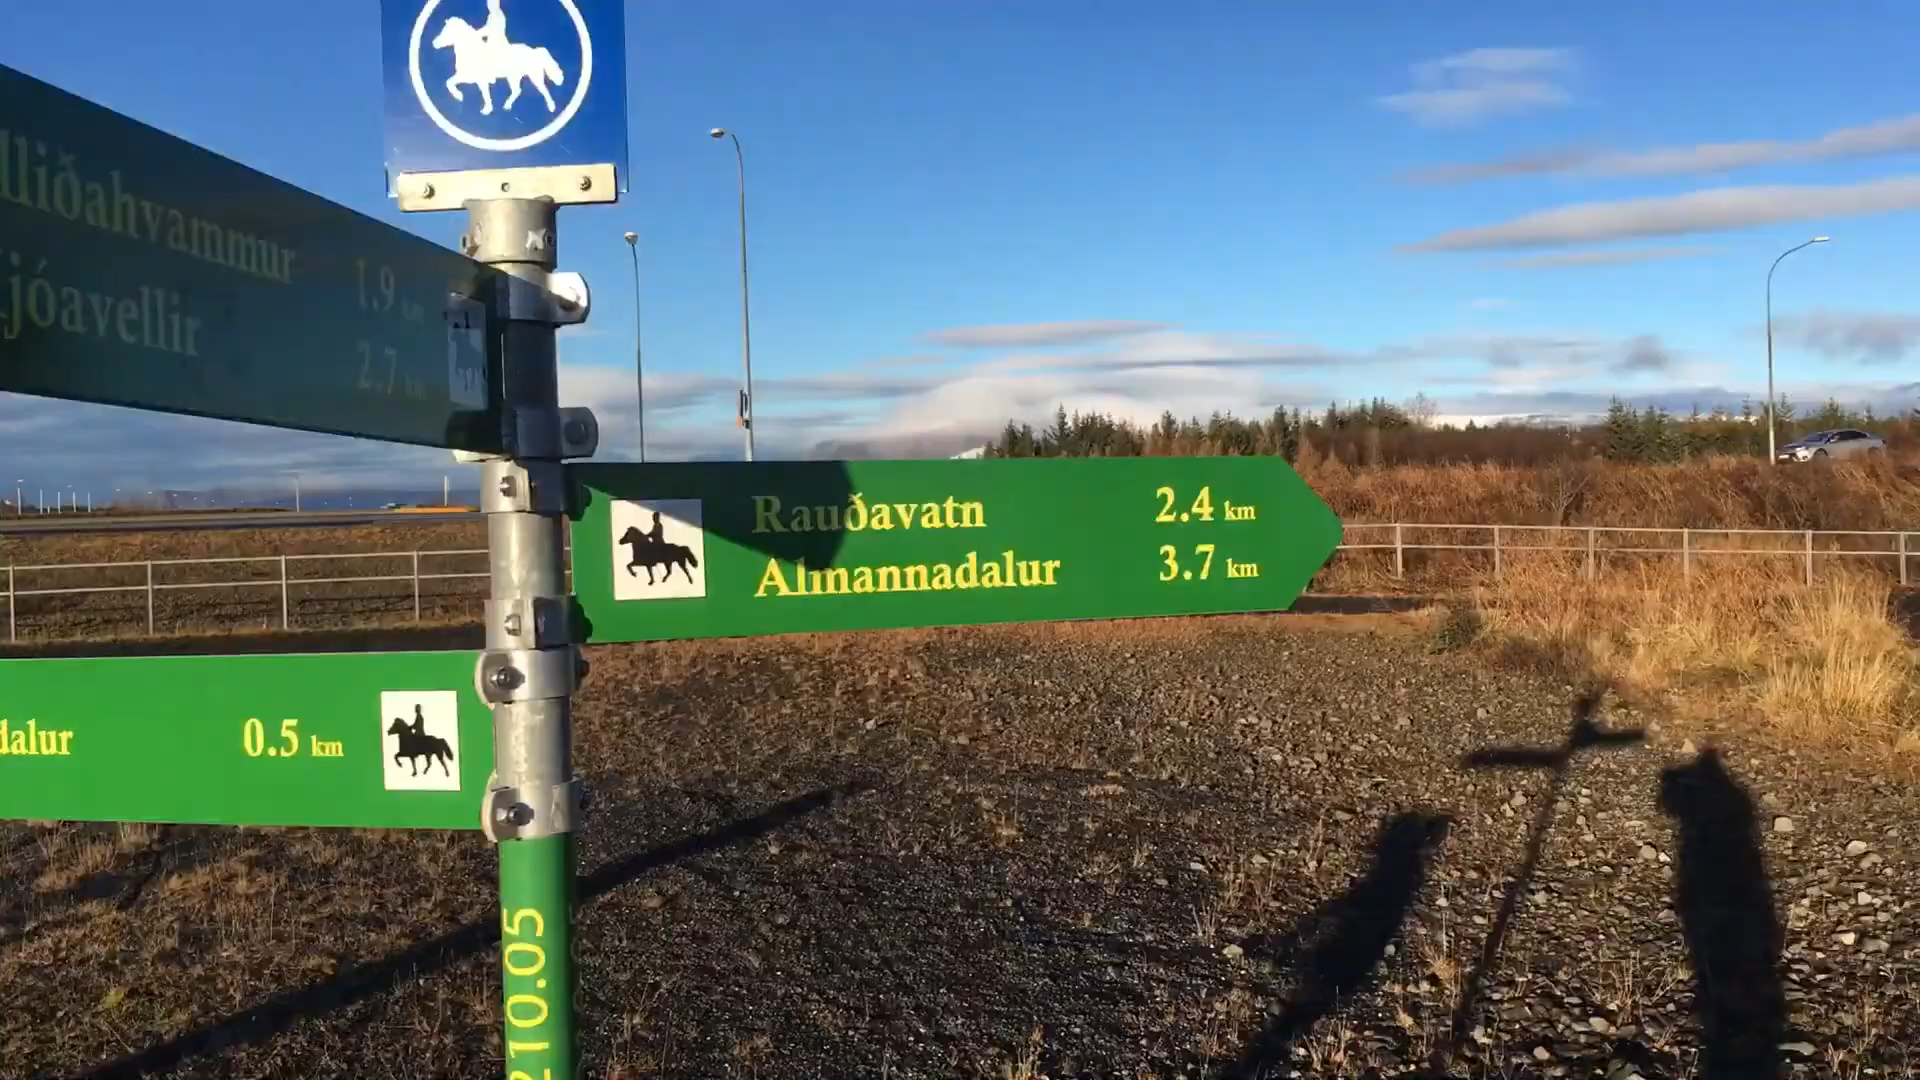 lliðahvammur 1.9 km
jóavellir 2.7 km
Rauðavatn 2.4 km
Almannadalur 3.7 km
dalur 0.5 km
210.05